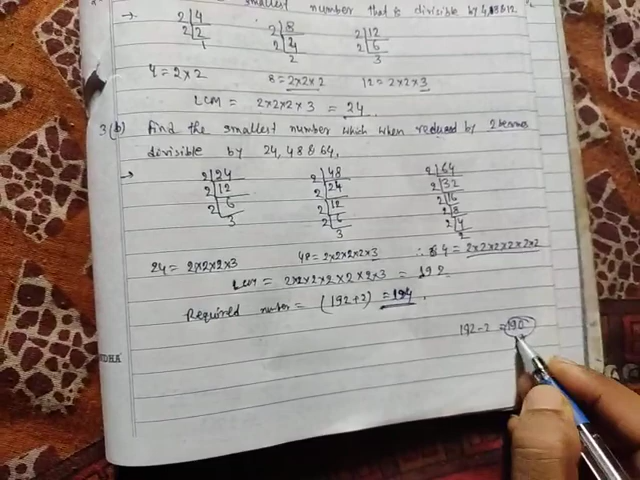 smallest number that is divisible by 4, 8 & 12.
→ 2|4 2|8 2|12
2|2 2|4 2|6
1 2 3
4 = 2×2 8 = 2×2×2 12 = 2×2×3
LCM = 2×2×2×3 = 24
3(b) Find the smallest number which when reduced by 2
divisible by 24, 48 & 64.
→ 2|24 2|48 2|64
2|12 2|24 2|32
2|6 2|12 2|16
3 2|6 2|8
3 2|4
2
24 = 2×2×2×3 48 = 2×2×2×2×3 ∴ 64 = 2×2×2×2×2×2
LCM = 2×2×2×2×2×2×3 = 192
Required number = (192+2) = 194.
192-2 = 190